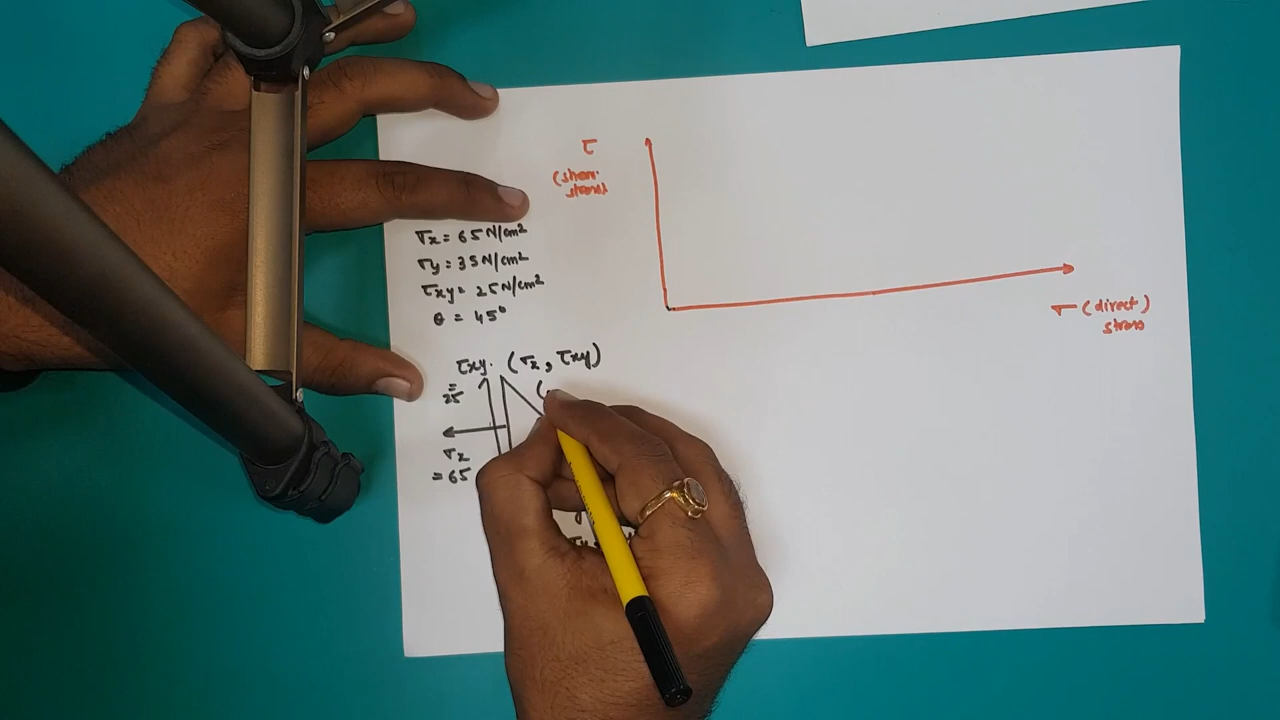 τ
(shear
stress)
σx = 65 N/cm²
σy = 35 N/cm²
τxy = 25 N/cm²
θ = 45°
σ (direct)
stress
τxy (σx, τxy)
= 25
(
σx
= 65